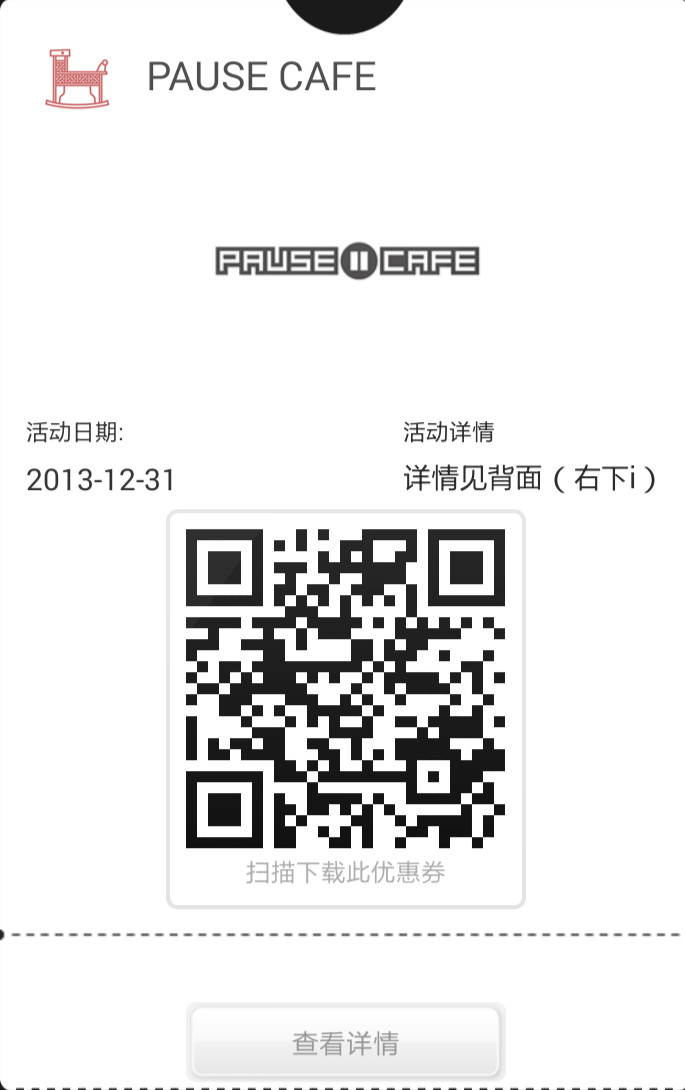 PAUSE CAFE
PAUSE CAFE
活动日期:
活动详情
2013-12-31
详情见背面（右下i）
扫描下载此优惠券
查看详情